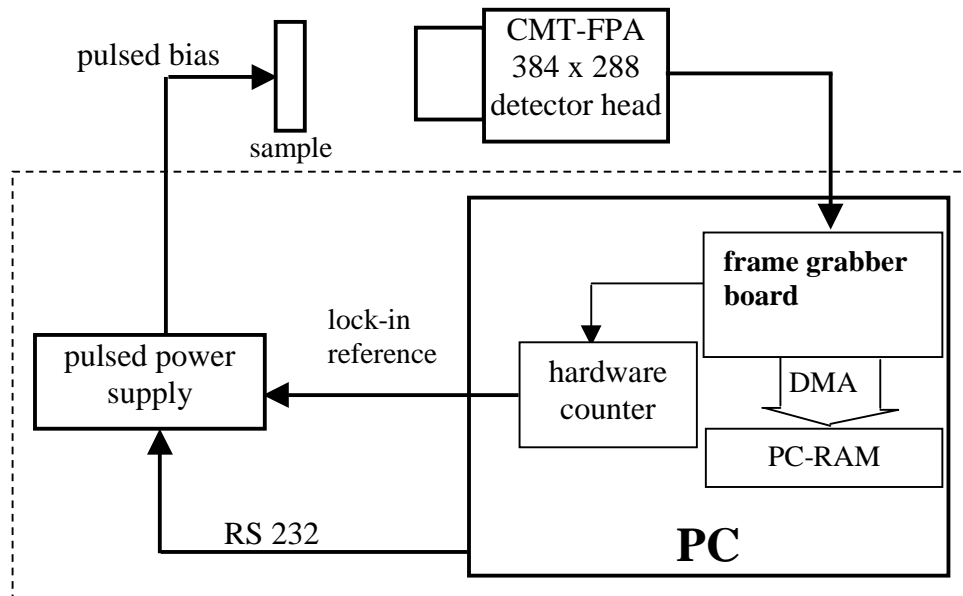 pulsed bias
sample
CMT-FPA
384 x 288
detector head
frame grabber
board
lock-in
reference
pulsed power
supply
hardware
counter
DMA
PC-RAM
RS 232
PC